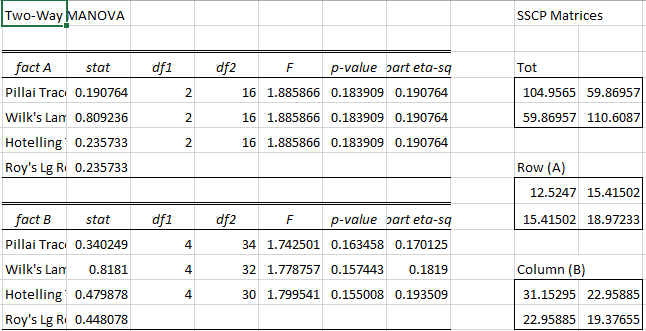 Two-Way MANOVA SSCP Matrices
fact A stat df1 df2 F p-value part eta-sq Tot
Pillai Trac 0.190764 2 16 1.885866 0.183909 0.190764 104.9565 59.86957
Wilk's Lam 0.809236 2 16 1.885866 0.183909 0.190764 59.86957 110.6087
Hotelling 0.235733 2 16 1.885866 0.183909 0.190764
Roy's Lg R 0.235733 Row (A)
12.5247 15.41502
fact B stat df1 df2 F p-value part eta-sq 15.41502 18.97233
Pillai Trac 0.340249 4 34 1.742501 0.163458 0.170125
Wilk's Lam 0.8181 4 32 1.778757 0.157443 0.1819 Column (B)
Hotelling 0.479878 4 30 1.799541 0.155008 0.193509 31.15295 22.95885
Roy's Lg R 0.448078 22.95885 19.37655